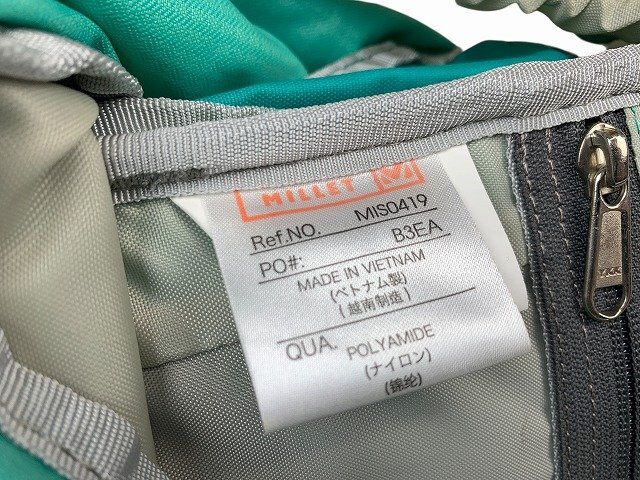 MILLET
Ref.NO. MIS0419
PO#: B3EA
MADE IN VIETNAM
(ベトナム製)
(越南制造)
QUA. POLYAMIDE
(ナイロン)
(锦纶)
YKK